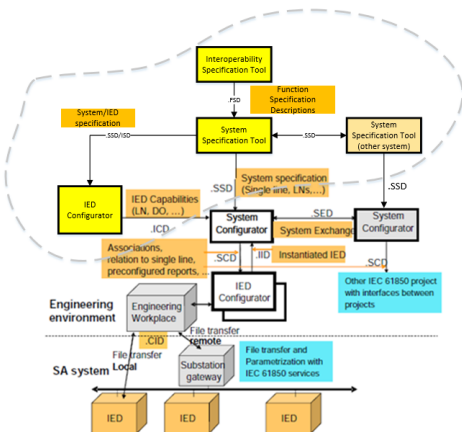 Interoperability
Specification Tool
.FSD
Function
Specification
Descriptions
System/IED
specification
.SSD/ISD
System
Specification Tool
.SSD
System
Specification Tool
(other system)
.SSD
System specification
(Single line, LNs,...)
.SSD
IED
Configurator
IED Capabilities
(LN, DO, ...)
.ICD
System
Configurator
.SED
System Exchange
System
Configurator
Associations,
relation to single line,
preconfigured reports, ...
.SCD
.IID
Instantiated IED
.SCD
IED
Configurator
Other IEC 61850 project
with interfaces between
projects
Engineering
environment
Engineering
Workplace
.CID
File transfer
Local
File transfer
remote
Substation
gateway
File transfer and
Parametrization with
IEC 61850 services
SA system
IED
IED
IED